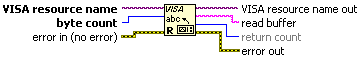 VISA resource name VISA VISA resource name out
byte count abc read buffer
error in (no error) R return count
error out